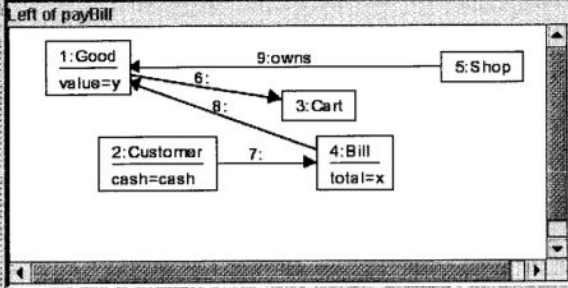 Left of payBill
1:Good
value=y
9:owns
5:Shop
6:
3:Cart
8:
2:Customer
cash=cash
7:
4:Bill
total=x